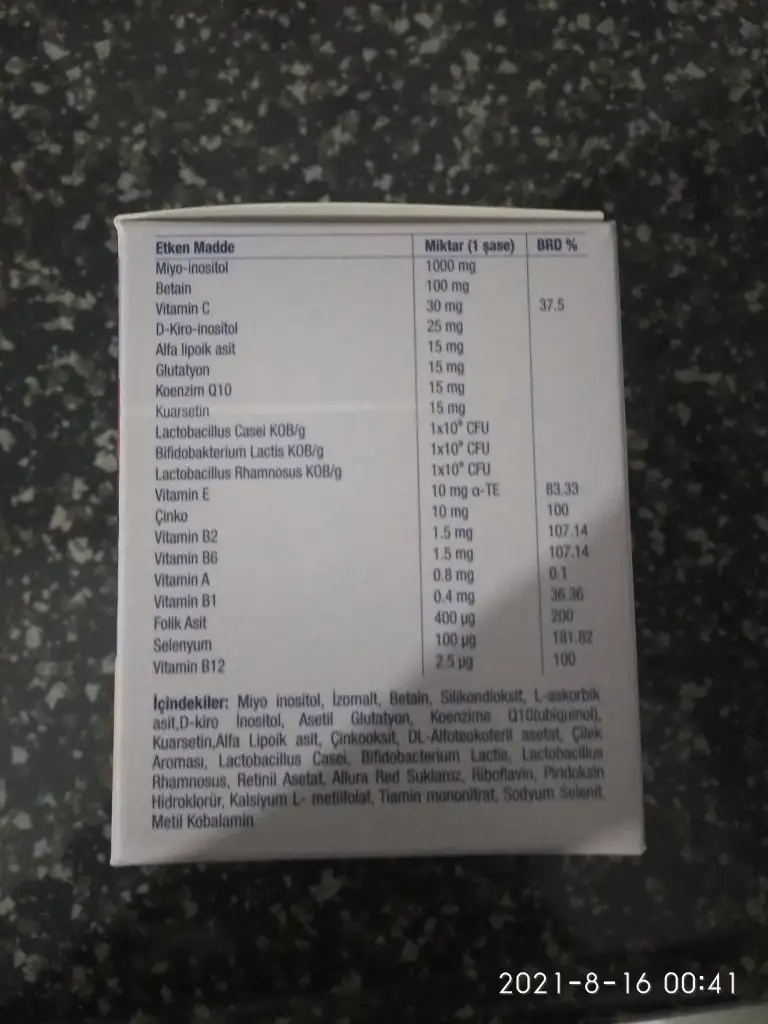 Etken Madde Miktar (1 şase) BRD %
Miyo-inositol 1000 mg
Betain 100 mg
Vitamin C 30 mg 37.5
D-Kiro-inositol 25 mg
Alfa lipoik asit 15 mg
Glutatyon 15 mg
Koenzim Q10 15 mg
Kuarsetin 15 mg
Lactobacillus Casei KOB/g 1x10⁹ CFU
Bifidobakterium Lactis KOB/g 1x10⁹ CFU
Lactobacillus Rhamnosus KOB/g 1x10⁹ CFU
Vitamin E 10 mg α-TE 83.33
Çinko 10 mg 100
Vitamin B2 1.5 mg 107.14
Vitamin B6 1.5 mg 107.14
Vitamin A 0.8 mg 0.1
Vitamin B1 0.4 mg 36.36
Folik Asit 400 µg 200
Selenyum 100 µg 181.82
Vitamin B12 2.5 µg 100
İçindekiler: Miyo inositol, İzomalt, Betain, Silikondioksit, L-askorbik
asit,D-kiro İnositol, Asetil Glutatyon, Koenzime Q10(ubiquinol),
Kuarsetin,Alfa Lipoik asit, Çinkooksit, DL-Alfotokoferil asetat, Çilek
Aroması, Lactobacillus Casei, Bifidobacterium Lactis, Lactobacillus
Rhamnosus, Retinil Asetat, Allura Red Sukraloz, Riboflavin, Piridoksin
Hidroklorür, Kalsiyum L- metilfolat, Tiamin mononitrat, Sodyum Selenit,
Metil Kobalamin
2021-8-16 00:41